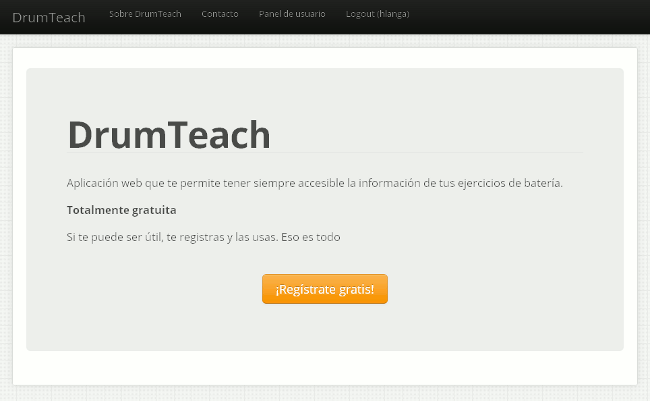 DrumTeach Sobre DrumTeach Contacto Panel de usuario Logout (hlanga)
DrumTeach
Aplicación web que te permite tener siempre accesible la información de tus ejercicios de batería.
Totalmente gratuita
Si te puede ser útil, te registras y las usas. Eso es todo
¡Regístrate gratis!